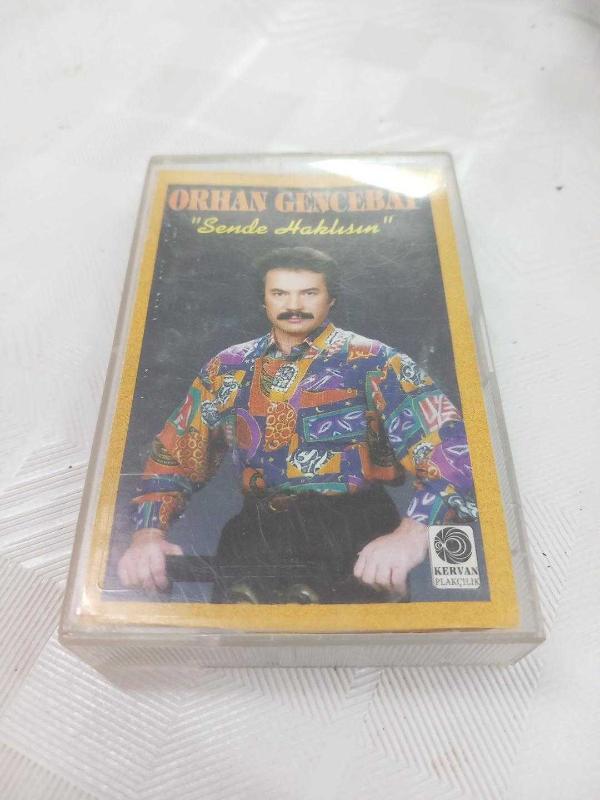 ORHAN GENCEBAY
"Sende Haklısın"
KERVAN
PLAKÇILIK